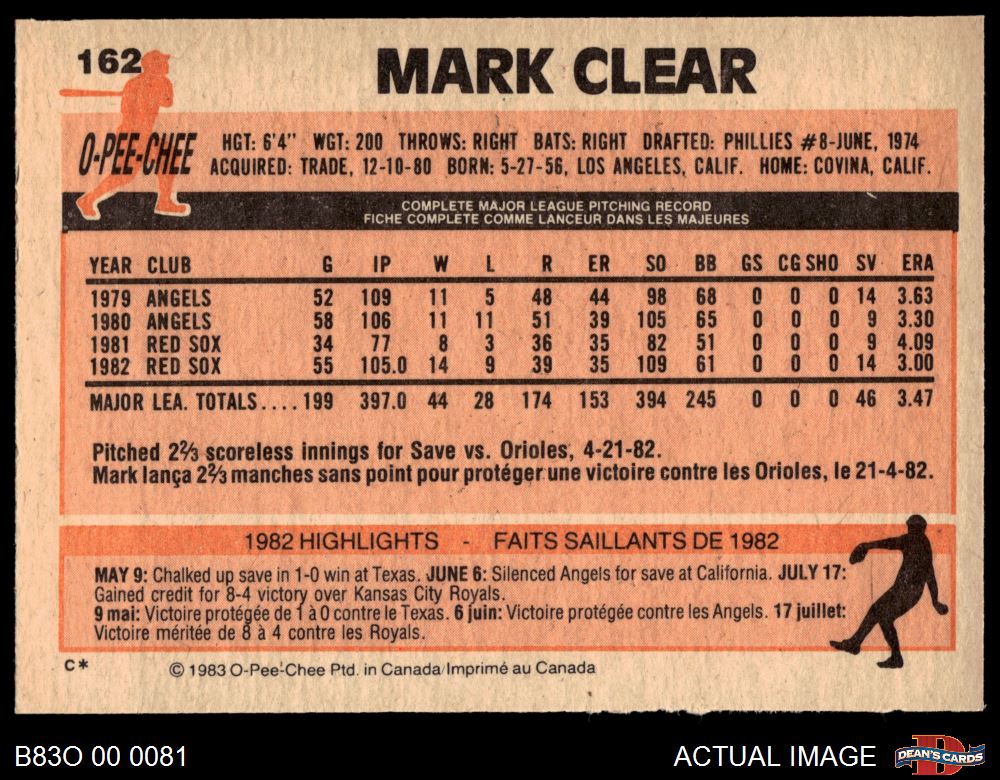 162
MARK CLEAR
O-PEE-CHEE
HGT: 6'4" WGT: 200 THROWS: RIGHT BATS: RIGHT DRAFTED: PHILLIES #8-JUNE, 1974
ACQUIRED: TRADE, 12-10-80 BORN: 5-27-56, LOS ANGELES, CALIF. HOME: COVINA, CALIF.
COMPLETE MAJOR LEAGUE PITCHING RECORD
FICHE COMPLETE COMME LANCEUR DANS LES MAJEURES
YEAR CLUB G IP W L R ER SO BB GS CG SHO SV ERA
1979 ANGELS 52 109 11 5 48 44 98 68 0 0 0 14 3.63
1980 ANGELS 58 106 11 11 51 39 105 65 0 0 0 9 3.30
1981 RED SOX 34 77 8 3 36 35 82 51 0 0 0 9 4.09
1982 RED SOX 55 105.0 14 9 39 35 109 61 0 0 0 14 3.00
MAJOR LEA. TOTALS.... 199 397.0 44 28 174 153 394 245 0 0 0 46 3.47
Pitched 2⅔ scoreless innings for Save vs. Orioles, 4-21-82.
Mark lança 2⅔ manches sans point pour protéger une victoire contre les Orioles, le 21-4-82.
1982 HIGHLIGHTS - FAITS SAILLANTS DE 1982
MAY 9: Chalked up save in 1-0 win at Texas. JUNE 6: Silenced Angels for save at California. JULY 17:
Gained credit for 8-4 victory over Kansas City Royals.
9 mai: Victoire protégée de 1 à 0 contre le Texas. 6 juin: Victoire protégée contre les Angels. 17 juillet:
Victoire méritée de 8 à 4 contre les Royals.
C* © 1983 O-Pee-Chee Ptd. in Canada/Imprimé au Canada
B83O 00 0081 ACTUAL IMAGE DEAN'S CARDS